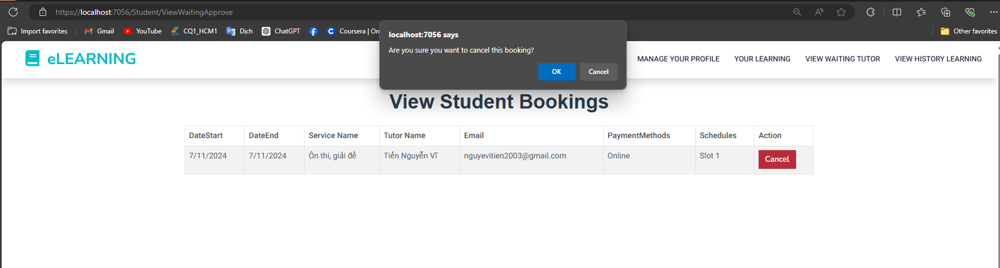 https://localhost:7056/Student/ViewWaitingApprove
Import favorites Gmail YouTube CQ1_HCM1 Dịch ChatGPT Coursera | On Other favorites
localhost:7056 says
Are you sure you want to cancel this booking?
OK Cancel
eLEARNING MANAGE YOUR PROFILE YOUR LEARNING VIEW WAITING TUTOR VIEW HISTORY LEARNING
View Student Bookings
DateStart DateEnd Service Name Tutor Name Email PaymentMethods Schedules Action
7/11/2024 7/11/2024 Ôn thi, giải đề Tiến Nguyễn Vĩ nguyevitien2003@gmail.com Online Slot 1 Cancel